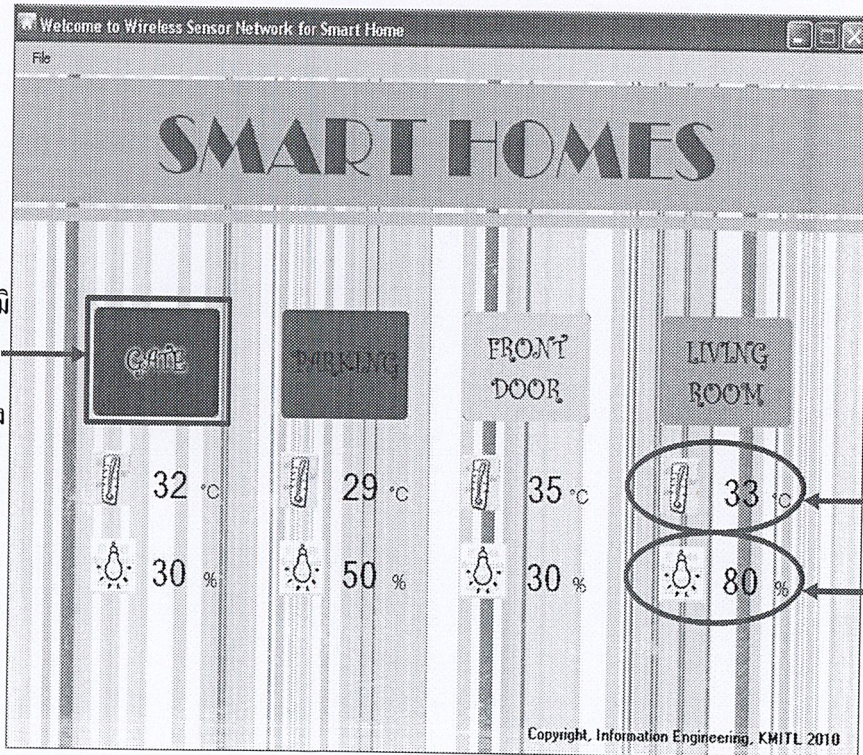 Welcome to Wireless Sensor Network for Smart Home
File
SMART HOMES
GATE
PARKING
FRONT DOOR
LIVING ROOM
32 °C
29 °C
35 °C
33 °C
30 %
50 %
30 %
80 %
Copyright, Information Engineering, KMITL 2010